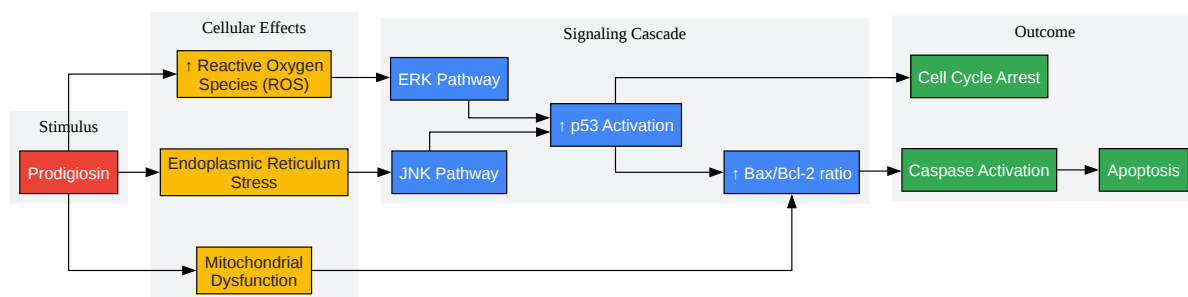 Stimulus
Prodigiosin
Cellular Effects
↑ Reactive Oxygen
Species (ROS)
Endoplasmic Reticulum
Stress
Mitochondrial
Dysfunction
Signaling Cascade
ERK Pathway
JNK Pathway
↑ p53 Activation
↑ Bax/Bcl-2 ratio
Outcome
Cell Cycle Arrest
Caspase Activation
Apoptosis